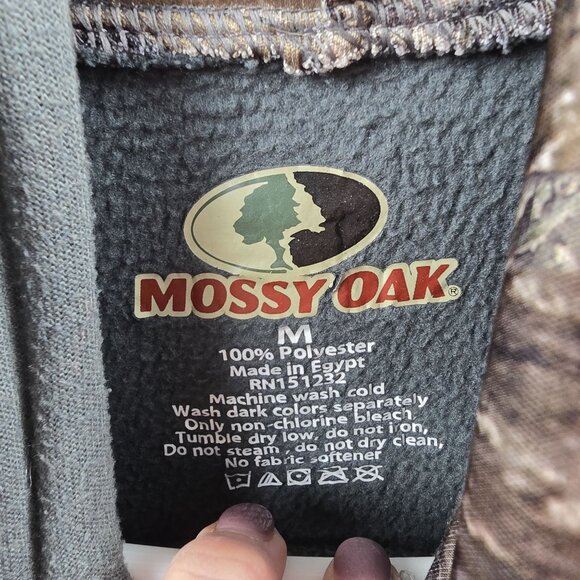 MOSSY OAK®
M
100% Polyester
Made in Egypt
RN151232
Machine wash cold
Wash dark colors separately
Only non-chlorine bleach.
Tumble dry low, do not iron,
Do not steam, do not dry clean,
No fabric softener